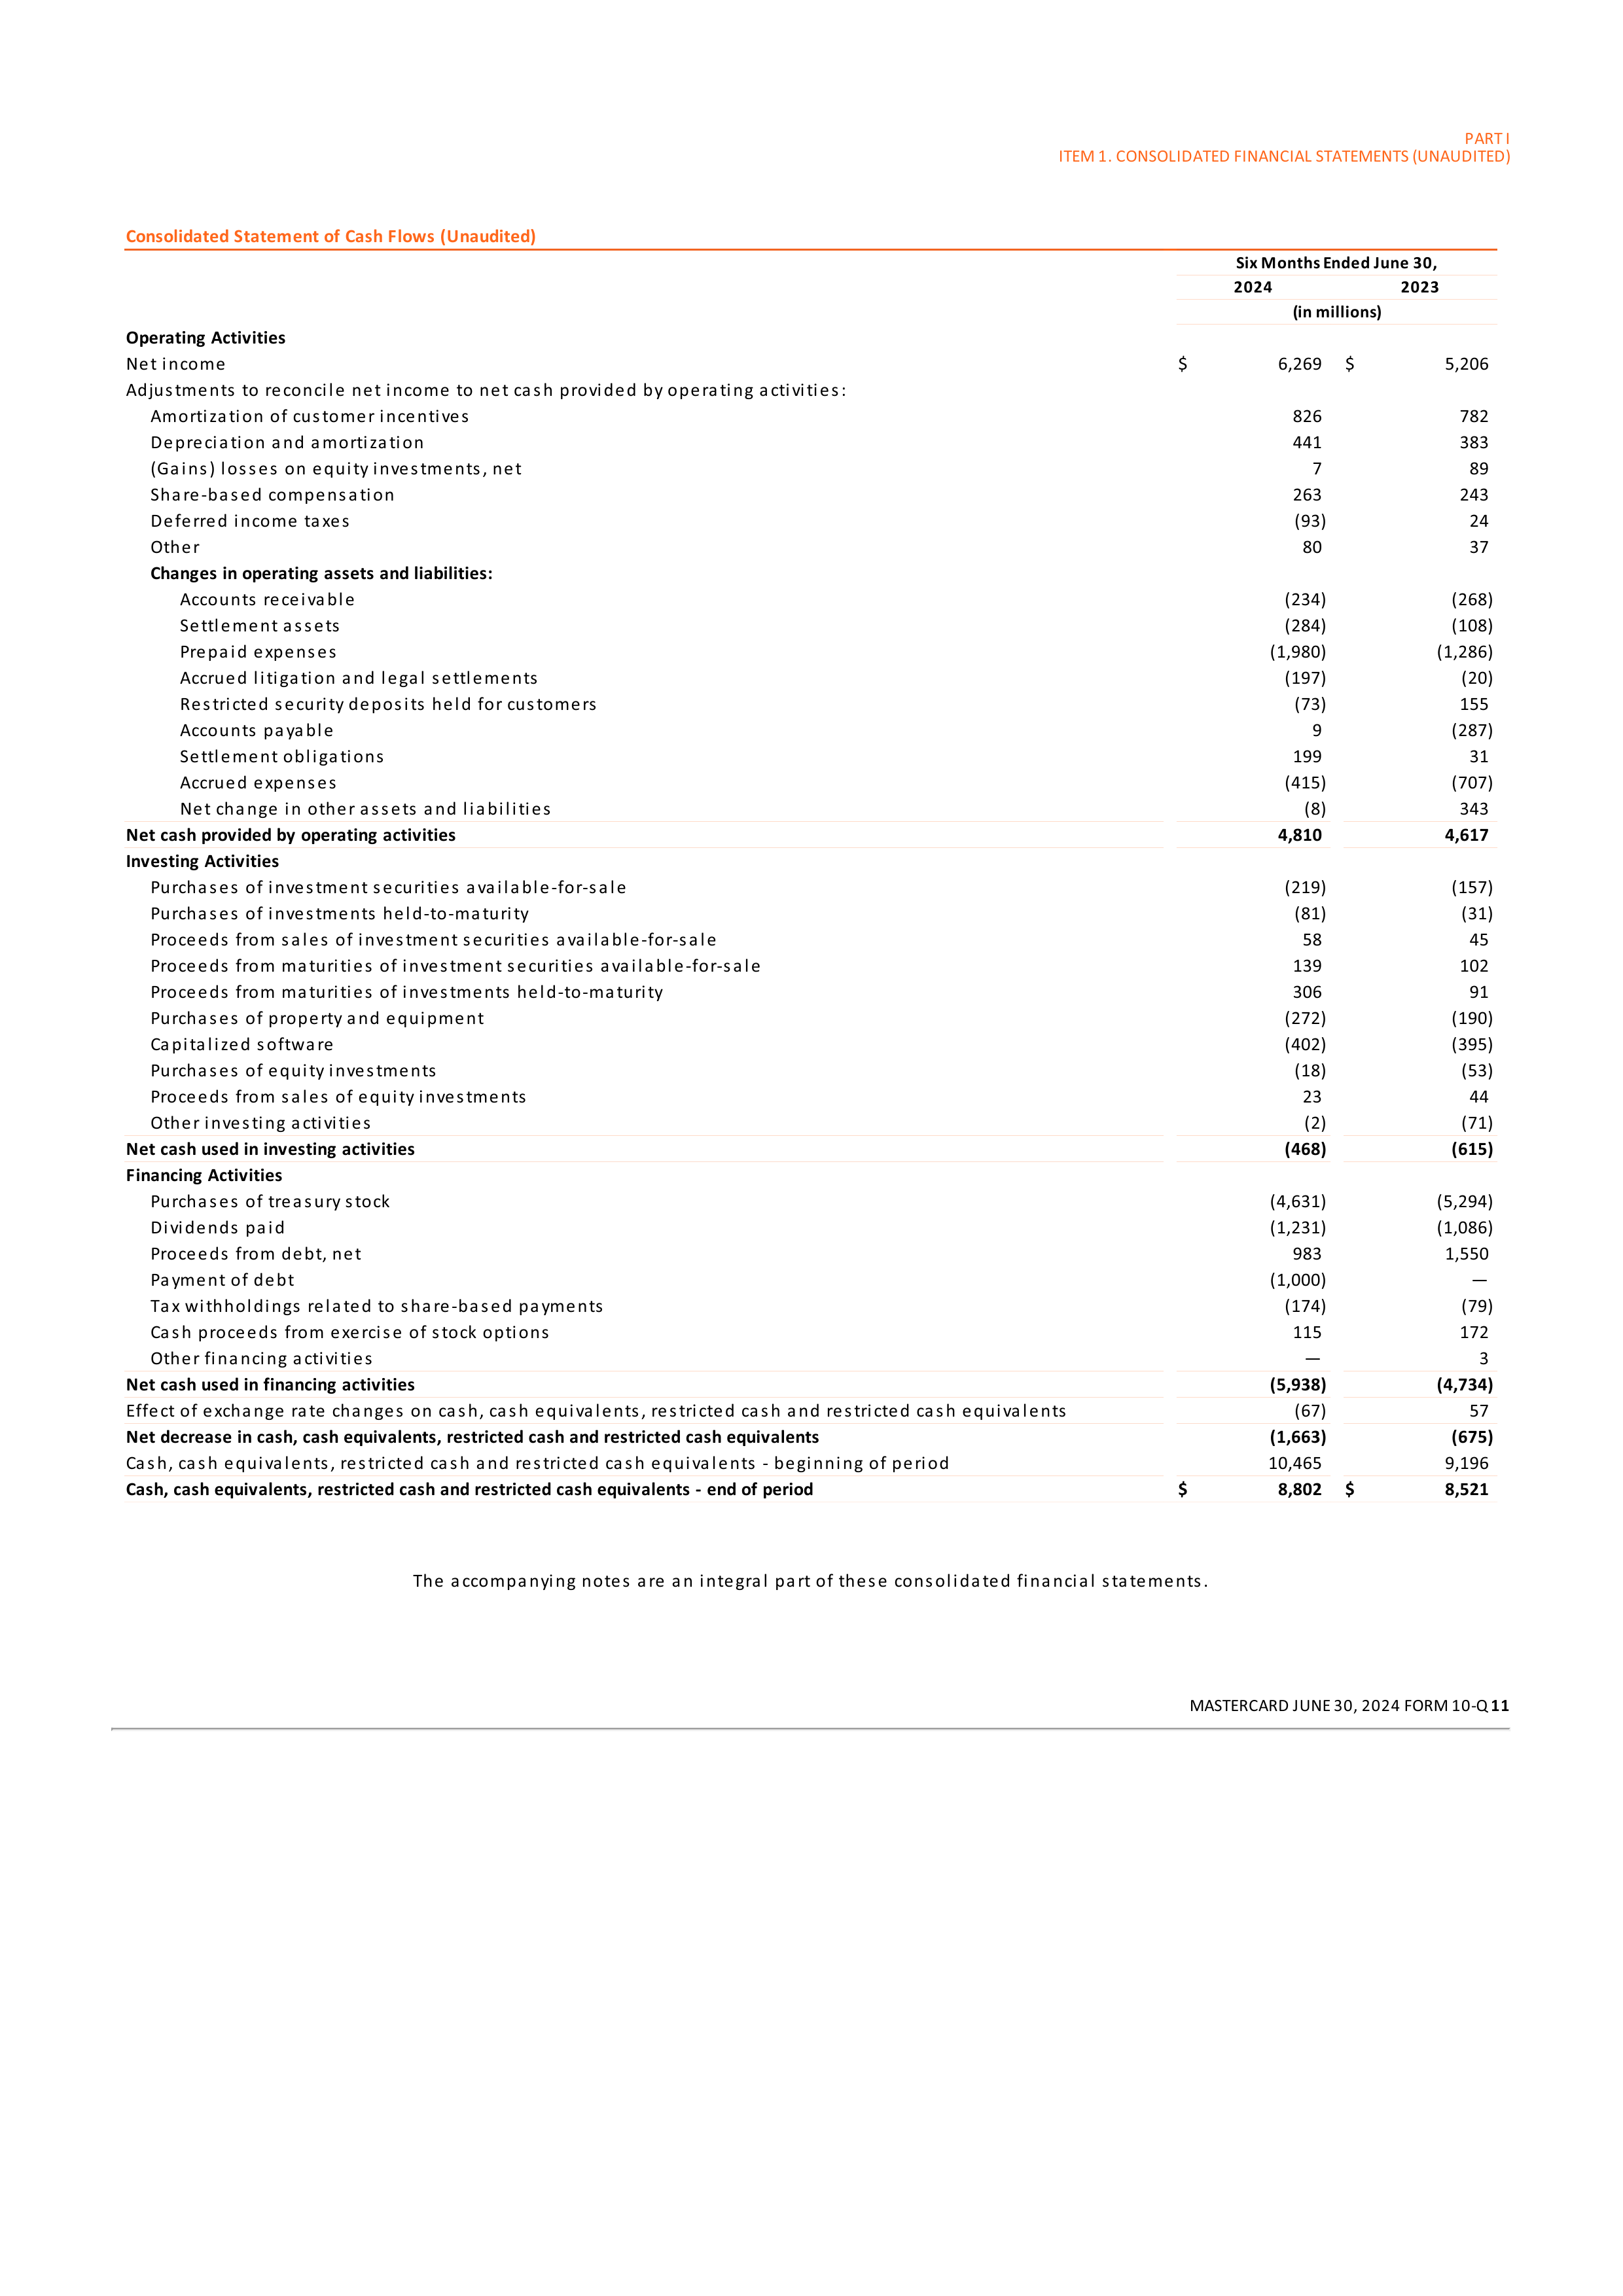 PART I
ITEM 1. CONSOLIDATED FINANCIAL STATEMENTS (UNAUDITED)
Consolidated Statement of Cash Flows (Unaudited)
Six Months Ended June 30,
2024 2023
(in millions)
Operating Activities
Net income $ 6,269 $ 5,206
Adjustments to reconcile net income to net cash provided by operating activities:
Amortization of customer incentives 826 782
Depreciation and amortization 441 383
(Gains) losses on equity investments, net 7 89
Share-based compensation 263 243
Deferred income taxes (93) 24
Other 80 37
Changes in operating assets and liabilities:
Accounts receivable (234) (268)
Settlement assets (284) (108)
Prepaid expenses (1,980) (1,286)
Accrued litigation and legal settlements (197) (20)
Restricted security deposits held for customers (73) 155
Accounts payable 9 (287)
Settlement obligations 199 31
Accrued expenses (415) (707)
Net change in other assets and liabilities (8) 343
Net cash provided by operating activities 4,810 4,617
Investing Activities
Purchases of investment securities available-for-sale (219) (157)
Purchases of investments held-to-maturity (81) (31)
Proceeds from sales of investment securities available-for-sale 58 45
Proceeds from maturities of investment securities available-for-sale 139 102
Proceeds from maturities of investments held-to-maturity 306 91
Purchases of property and equipment (272) (190)
Capitalized software (402) (395)
Purchases of equity investments (18) (53)
Proceeds from sales of equity investments 23 44
Other investing activities (2) (71)
Net cash used in investing activities (468) (615)
Financing Activities
Purchases of treasury stock (4,631) (5,294)
Dividends paid (1,231) (1,086)
Proceeds from debt, net 983 1,550
Payment of debt (1,000) —
Tax withholdings related to share-based payments (174) (79)
Cash proceeds from exercise of stock options 115 172
Other financing activities — 3
Net cash used in financing activities (5,938) (4,734)
Effect of exchange rate changes on cash, cash equivalents, restricted cash and restricted cash equivalents (67) 57
Net decrease in cash, cash equivalents, restricted cash and restricted cash equivalents (1,663) (675)
Cash, cash equivalents, restricted cash and restricted cash equivalents - beginning of period 10,465 9,196
Cash, cash equivalents, restricted cash and restricted cash equivalents - end of period $ 8,802 $ 8,521
The accompanying notes are an integral part of these consolidated financial statements.
MASTERCARD JUNE 30, 2024 FORM 10-Q 11